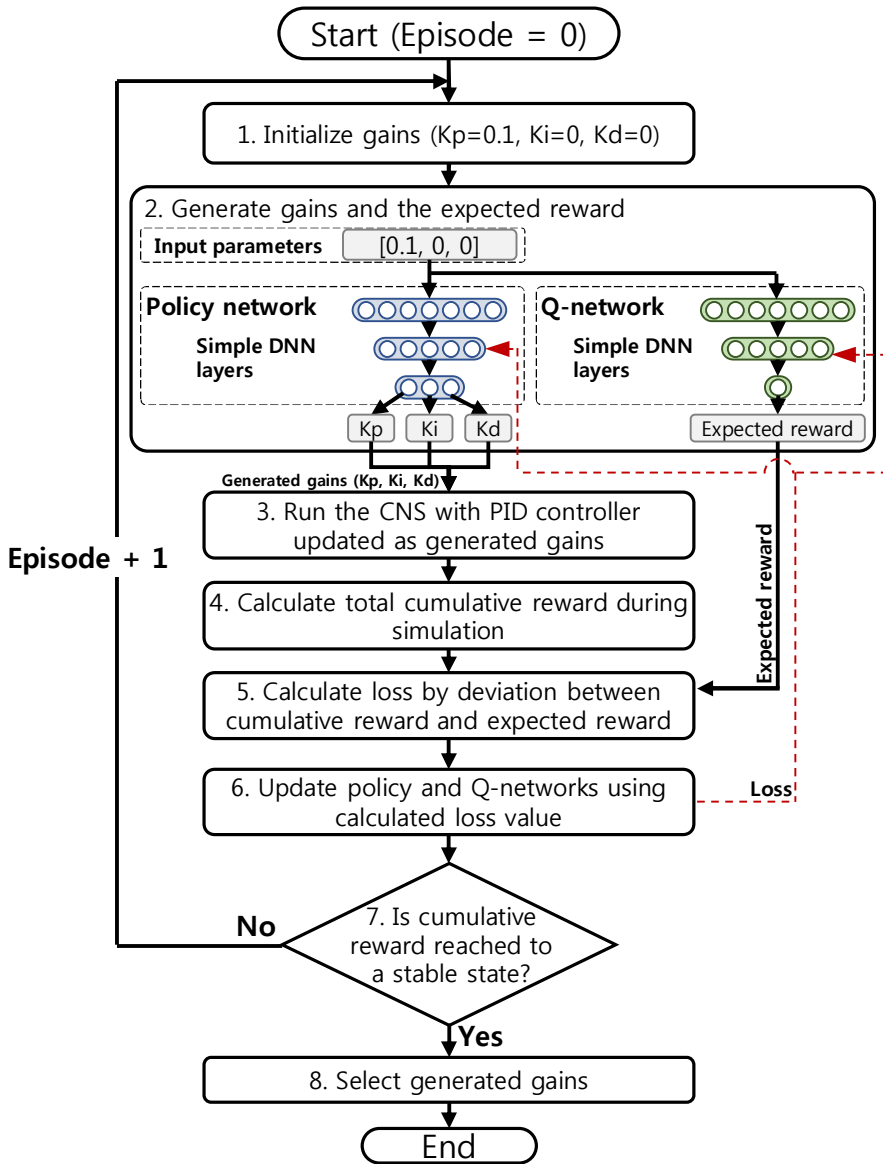 Start (Episode = 0)
1. Initialize gains (Kp=0.1, Ki=0, Kd=0)
2. Generate gains and the expected reward
Input parameters
[0.1, 0, 0]
Policy network
Simple DNN
layers
Q-network
Simple DNN
layers
Kp
Ki
Kd
Expected reward
Generated gains (Kp, Ki, Kd)
3. Run the CNS with PID controller
updated as generated gains
Episode + 1
Expected reward
4. Calculate total cumulative reward during
simulation
5. Calculate loss by deviation between
cumulative reward and expected reward
6. Update policy and Q-networks using
calculated loss value
Loss
7. Is cumulative
reward reached to
a stable state?
No
Yes
8. Select generated gains
End